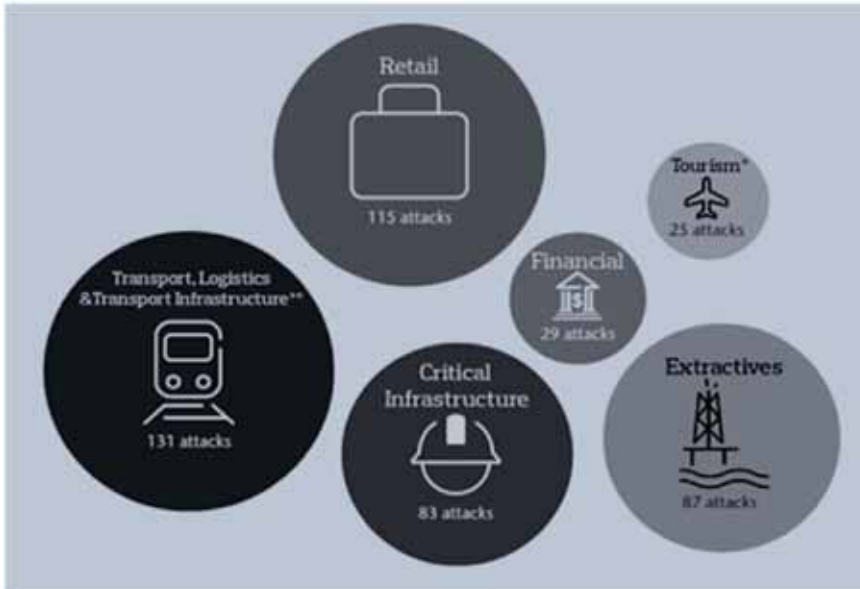 Retail
115 attacks
Tourism*
25 attacks
Financial
$
29 attacks
Transport, Logistics
&Transport Infrastructure**
131 attacks
Critical
Infrastructure
83 attacks
Extractives
87 attacks